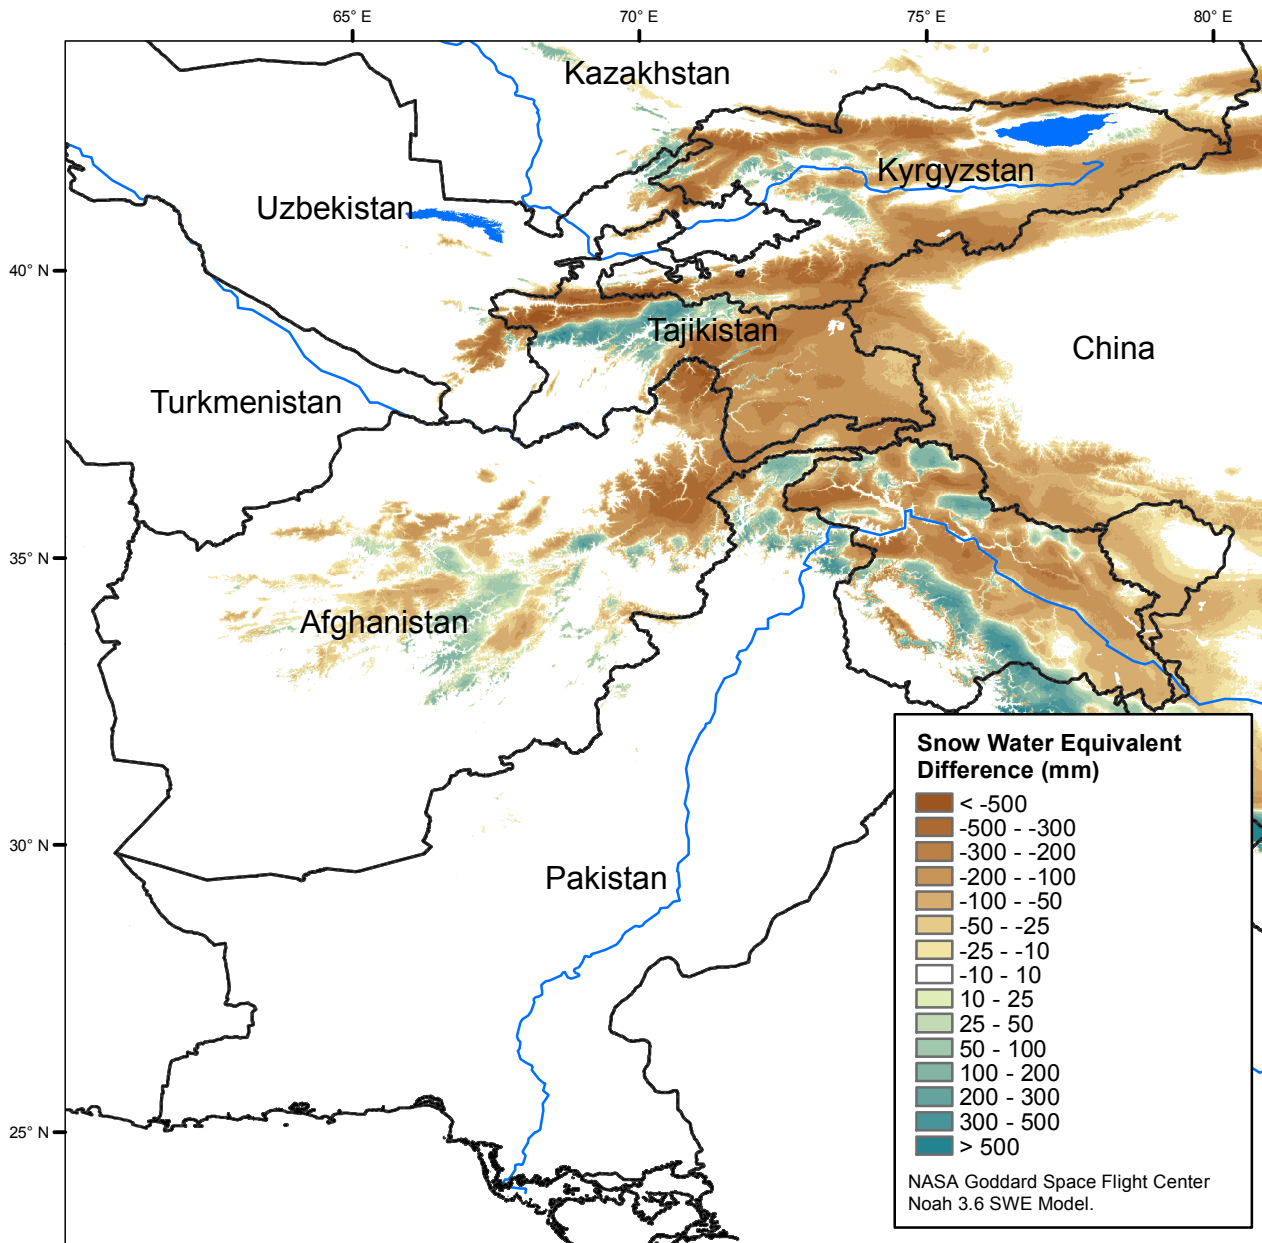 65° E
70° E
75° E
80° E
Kazakhstan
Kyrgyzstan
Uzbekistan
40° N
Tajikistan
China
Turkmenistan
35° N
Afghanistan
30° N
Pakistan
25° N
Snow Water Equivalent
Difference (mm)
< -500
-500 - -300
-300 - -200
-200 - -100
-100 - -50
-50 - -25
-25 - -10
-10 - 10
10 - 25
25 - 50
50 - 100
100 - 200
200 - 300
300 - 500
> 500
NASA Goddard Space Flight Center
Noah 3.6 SWE Model.